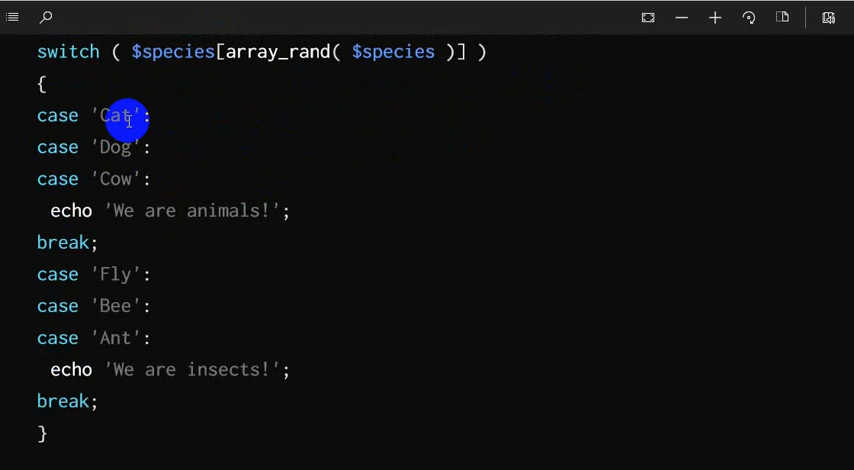 switch ( $species[array_rand( $species )] )
{
case 'Cat':
case 'Dog':
case 'Cow':
echo 'We are animals!';
break;
case 'Fly':
case 'Bee':
case 'Ant':
echo 'We are insects!';
break;
}